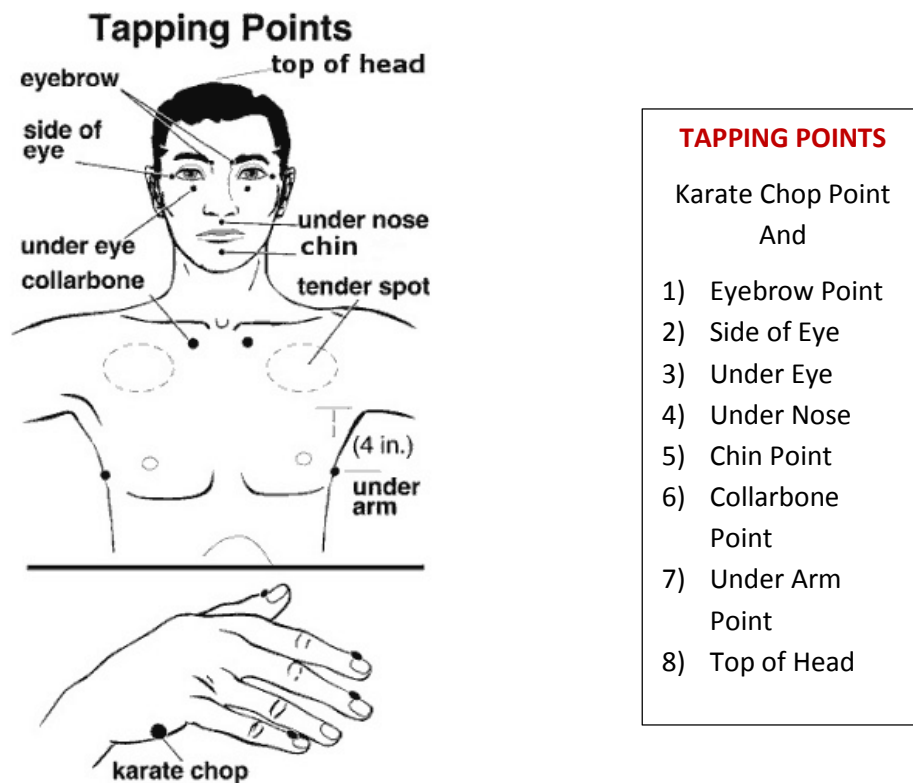 Tapping Points
top of head
eyebrow
side of
eye
under nose
under eye
chin
collarbone
tender spot
(4 in.)
under
arm
karate chop
TAPPING POINTS
Karate Chop Point
And
1) Eyebrow Point
2) Side of Eye
3) Under Eye
4) Under Nose
5) Chin Point
6) Collarbone
Point
7) Under Arm
Point
8) Top of Head